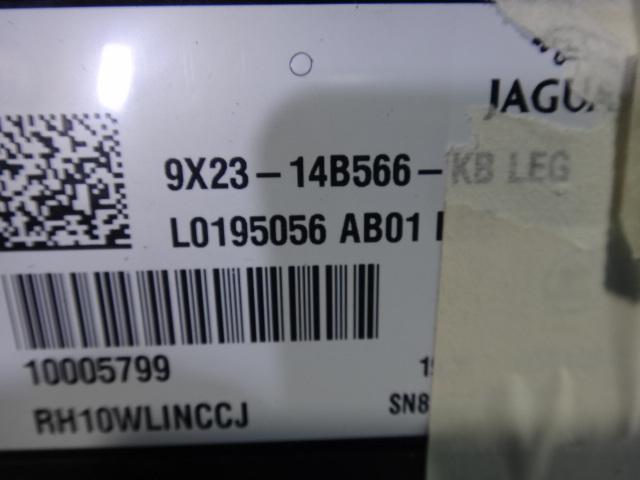 JAGUA
9X23-14B566-KB LEG
L0195056 AB01
10005799
RH10WLINCCJ
SN8